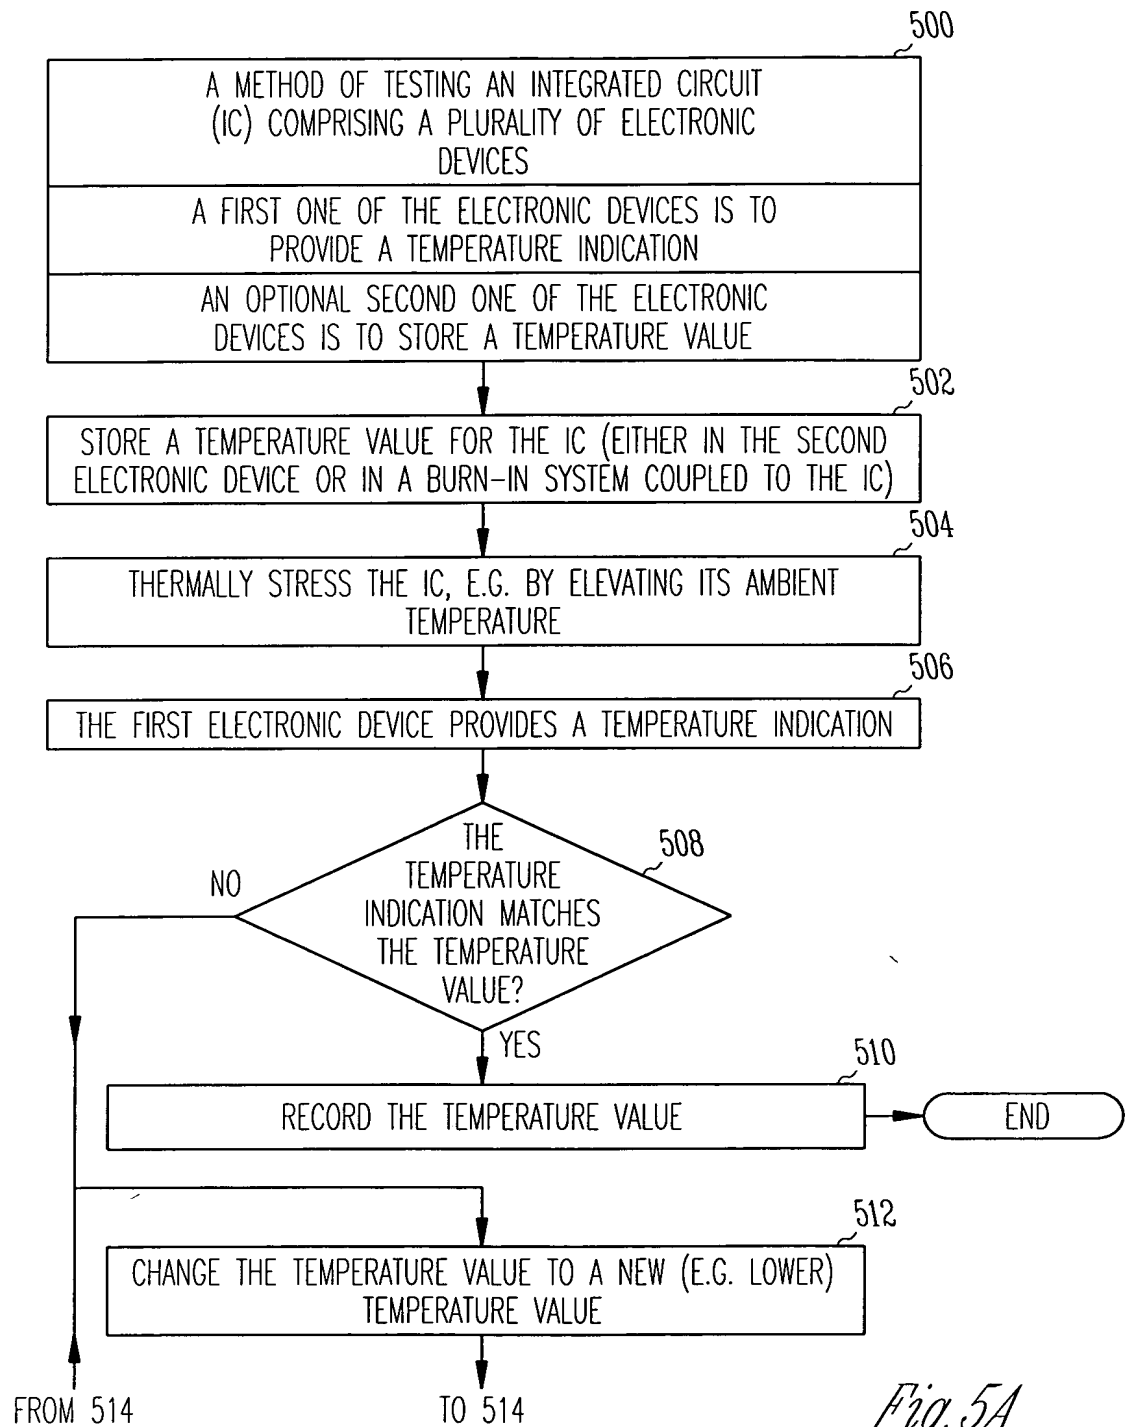 500
A METHOD OF TESTING AN INTEGRATED CIRCUIT
(IC) COMPRISING A PLURALITY OF ELECTRONIC
DEVICES
A FIRST ONE OF THE ELECTRONIC DEVICES IS TO
PROVIDE A TEMPERATURE INDICATION
AN OPTIONAL SECOND ONE OF THE ELECTRONIC
DEVICES IS TO STORE A TEMPERATURE VALUE
502
STORE A TEMPERATURE VALUE FOR THE IC (EITHER IN THE SECOND
ELECTRONIC DEVICE OR IN A BURN-IN SYSTEM COUPLED TO THE IC)
504
THERMALLY STRESS THE IC, E.G. BY ELEVATING ITS AMBIENT
TEMPERATURE
506
THE FIRST ELECTRONIC DEVICE PROVIDES A TEMPERATURE INDICATION
508
THE
TEMPERATURE
INDICATION MATCHES
THE TEMPERATURE
VALUE?
NO
YES
510
RECORD THE TEMPERATURE VALUE
END
512
CHANGE THE TEMPERATURE VALUE TO A NEW (E.G. LOWER)
TEMPERATURE VALUE
FROM 514
TO 514
Fig. 5A